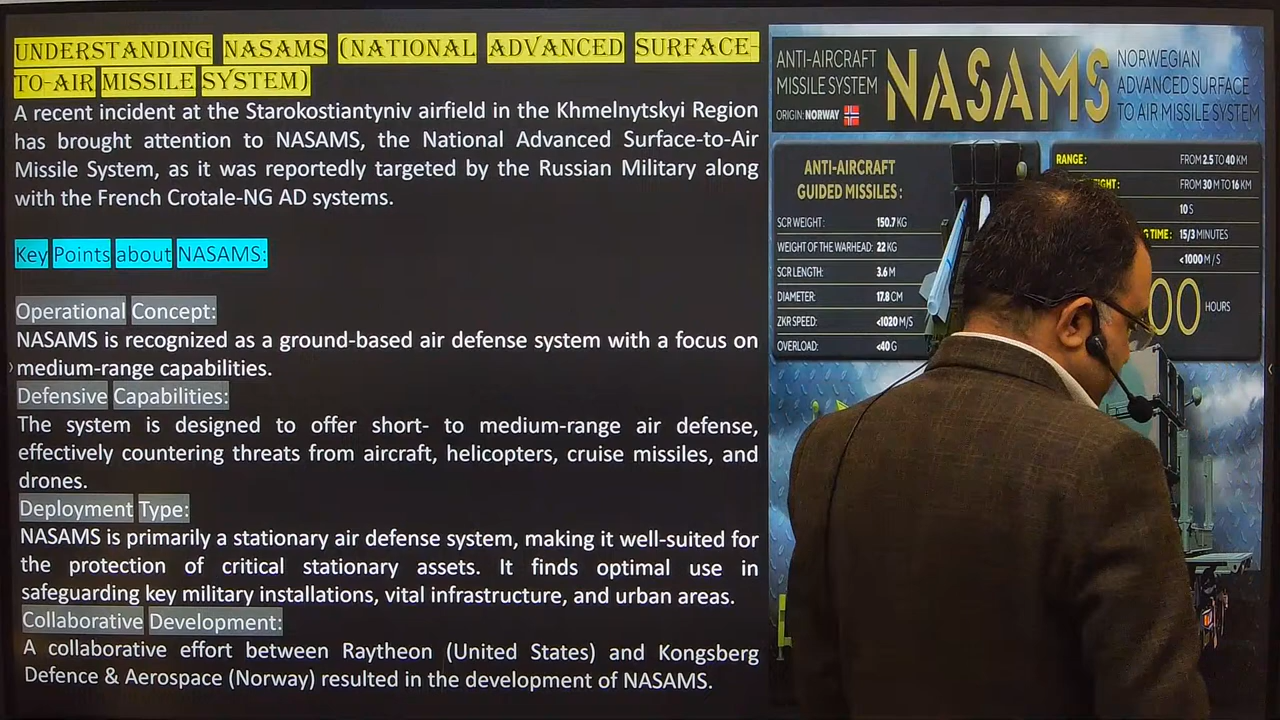 UNDERSTANDING NASAMS (NATIONAL ADVANCED SURFACE-
TO-AIR MISSILE SYSTEM)
A recent incident at the Starokostiantyniv airfield in the Khmelnytskyi Region
has brought attention to NASAMS, the National Advanced Surface-to-Air
Missile System, as it was reportedly targeted by the Russian Military along
with the French Crotale-NG AD systems.
Key Points about NASAMS:
Operational Concept:
NASAMS is recognized as a ground-based air defense system with a focus on
medium-range capabilities.
Defensive Capabilities:
The system is designed to offer short- to medium-range air defense,
effectively countering threats from aircraft, helicopters, cruise missiles, and
drones.
Deployment Type:
NASAMS is primarily a stationary air defense system, making it well-suited for
the protection of critical stationary assets. It finds optimal use in
safeguarding key military installations, vital infrastructure, and urban areas.
Collaborative Development:
A collaborative effort between Raytheon (United States) and Kongsberg
Defence & Aerospace (Norway) resulted in the development of NASAMS.
ANTI-AIRCRAFT
MISSILE SYSTEM
ORIGIN: NORWAY
NASAMS
NORWEGIAN
ADVANCED SURFACE
TO AIR MISSILE SYSTEM
ANTI-AIRCRAFT
GUIDED MISSILES:
SCR WEIGHT: 150.7 KG
WEIGHT OF THE WARHEAD: 22 KG
SCR LENGTH: 3.6 M
DIAMETER: 17.8 CM
ZKR SPEED: <1020 M/S
OVERLOAD: <40 G
RANGE: FROM 2.5 TO 40 KM
FROM 30 M TO 16 KM
10 S
TIME: 15/3 MINUTES
<1000 M/S
HOURS